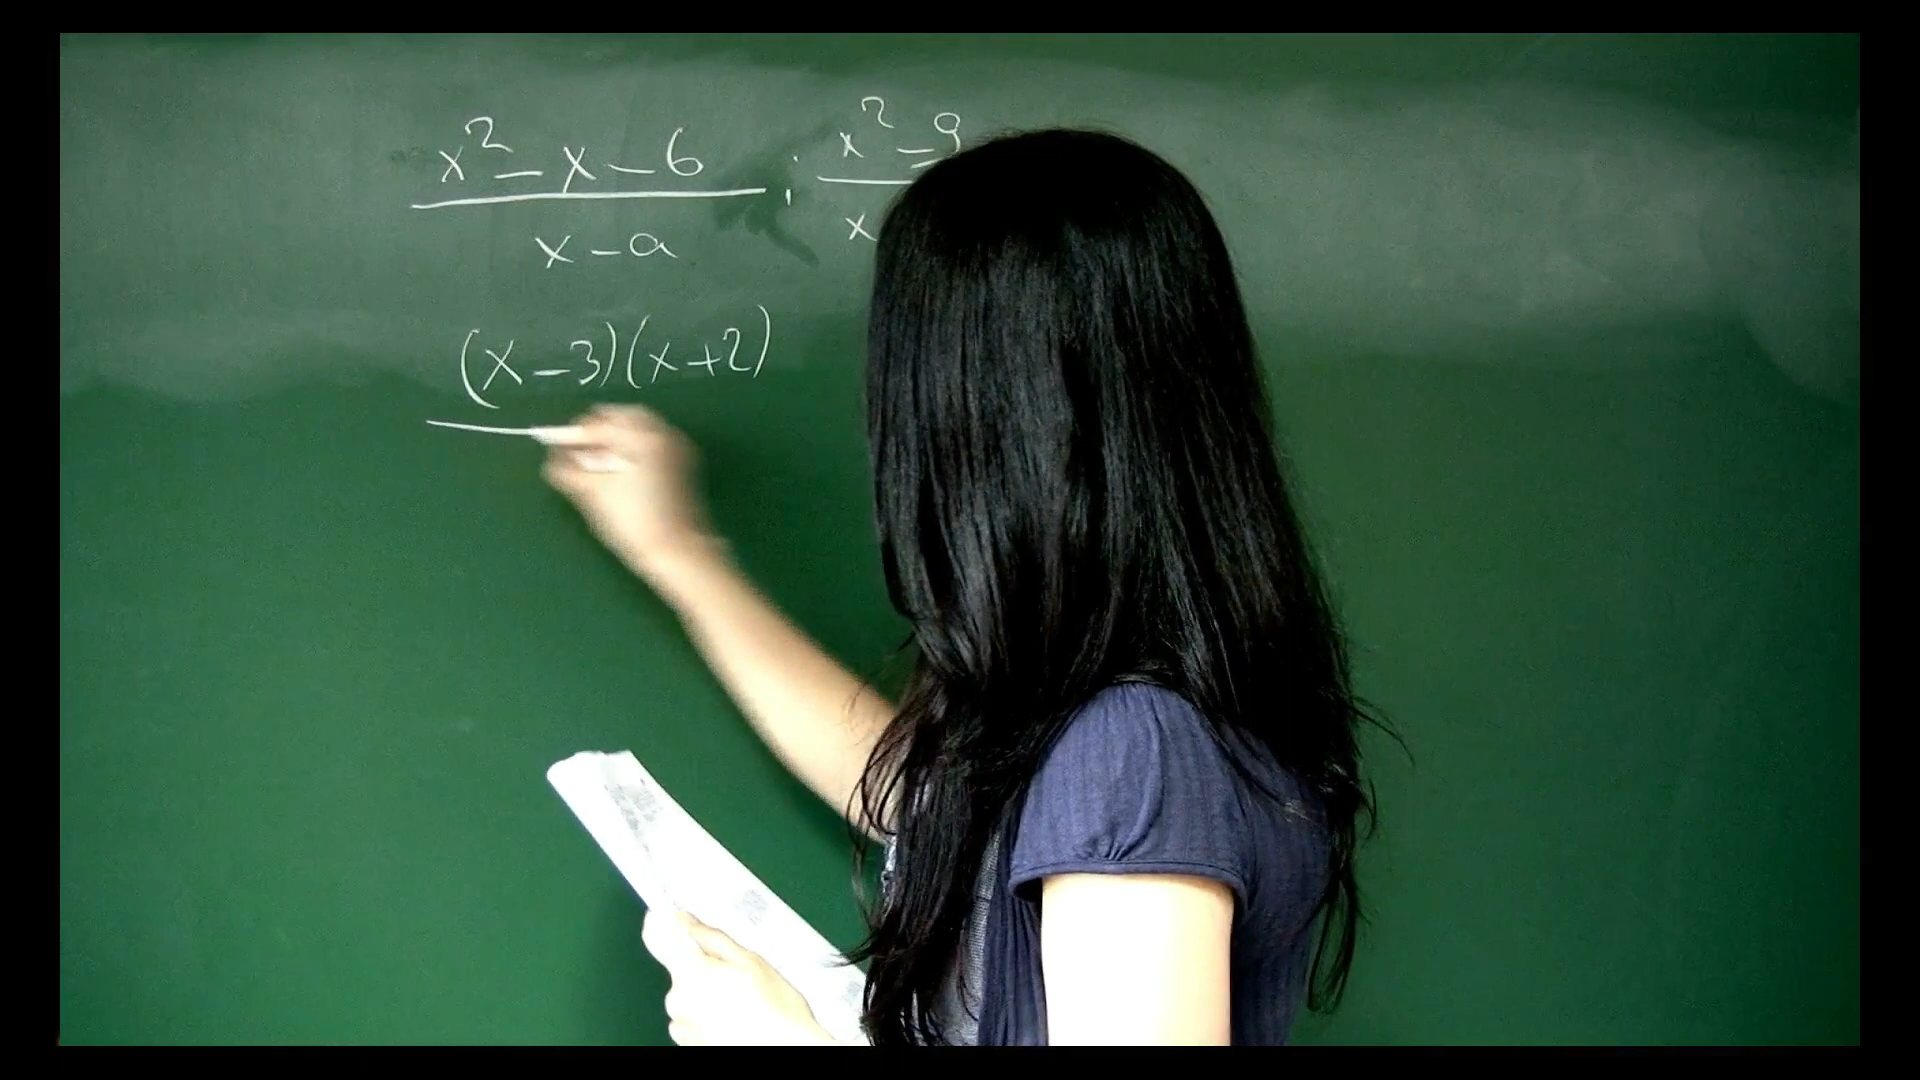 x² - x - 6 : x² - 9
x - a x
(x - 3)(x + 2)